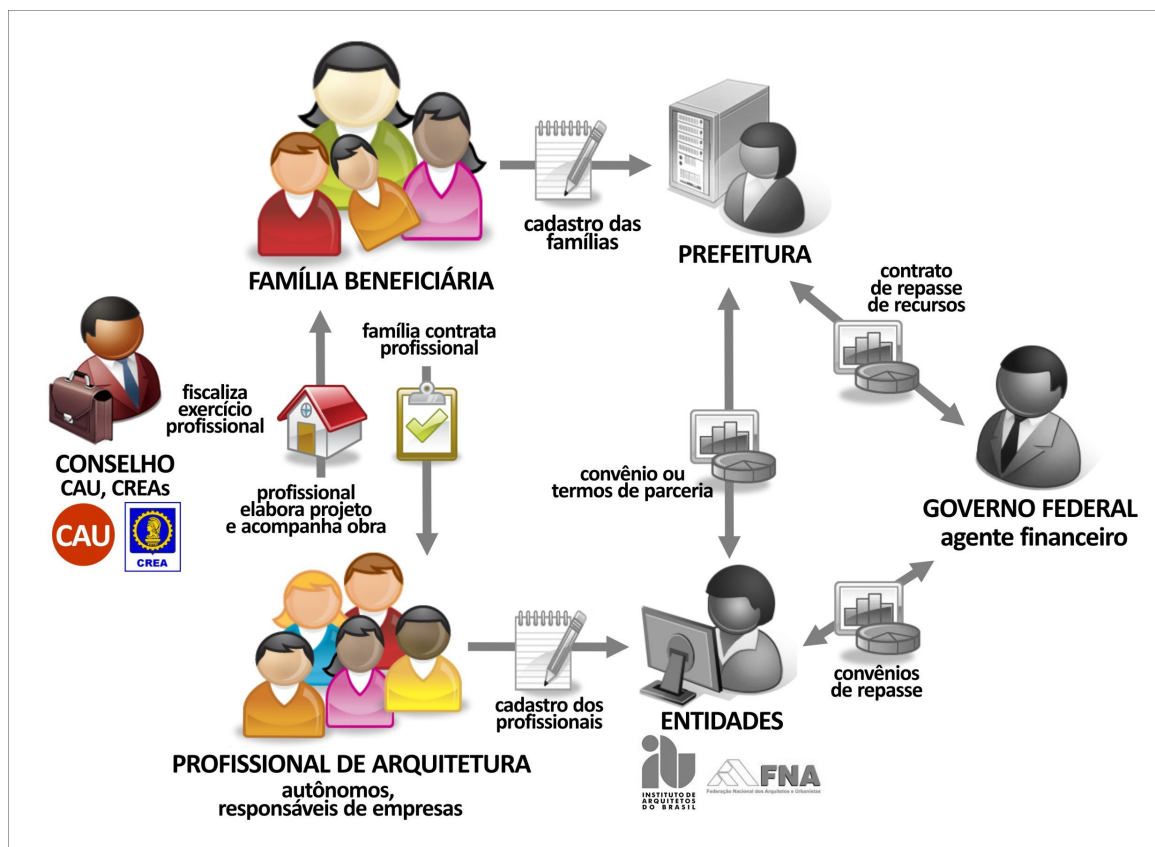 cadastro das
famílias
FAMÍLIA BENEFICIÁRIA
PREFEITURA
contrato
de repasse
de recursos
família contrata
profissional
fiscaliza
exercício
profissional
CONSELHO
CAU, CREAs
CAU
CREA
profissional
elabora projeto
e acompanha obra
convênio ou
termos de parceria
GOVERNO FEDERAL
agente financeiro
cadastro dos
profissionais
convênios
de repasse
PROFISSIONAL DE ARQUITETURA
autônomos,
responsáveis de empresas
ENTIDADES
INSTITUTO DE
ARQUITETOS
DO BRASIL
FNA
Federação Nacional dos Arquitetos e Urbanistas